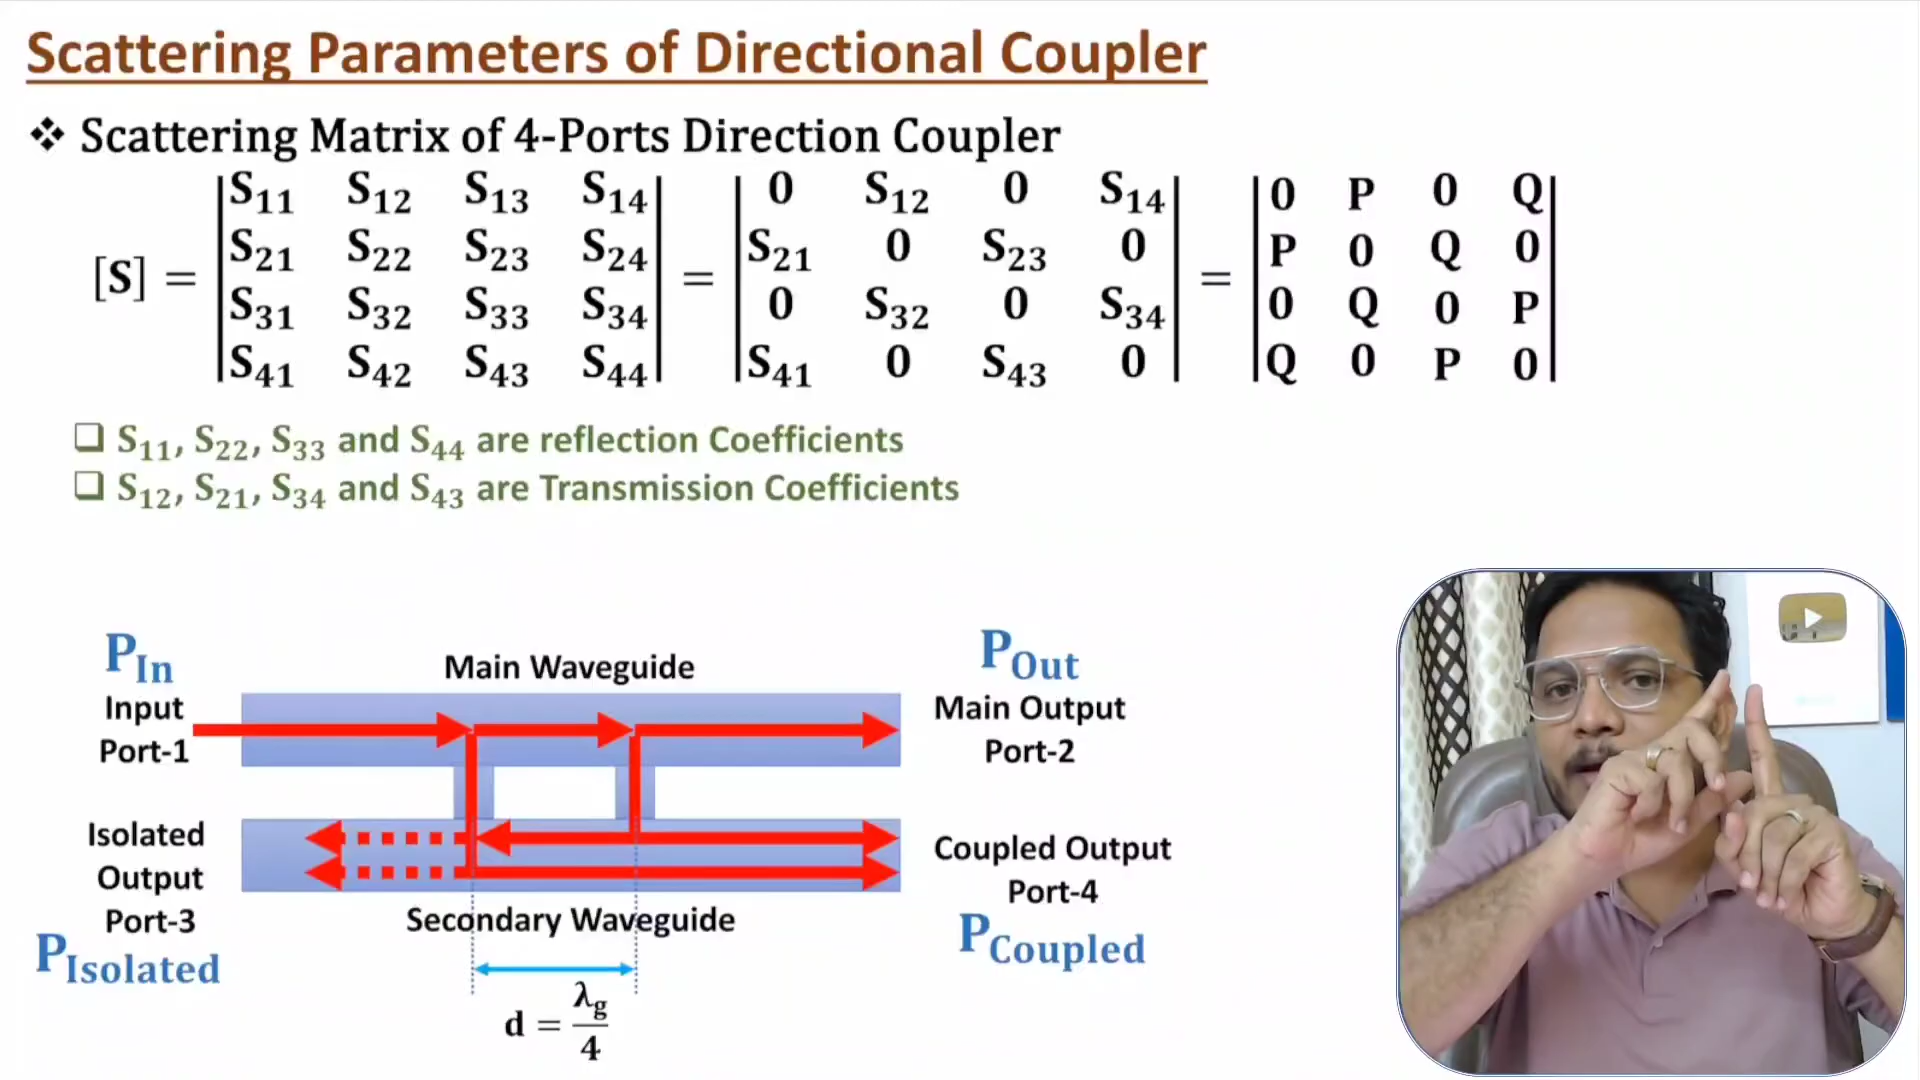 Scattering Parameters of Directional Coupler
❖ Scattering Matrix of 4-Ports Direction Coupler
[S] = |S₁₁ S₁₂ S₁₃ S₁₄| = |0 S₁₂ 0 S₁₄| = |0 P 0 Q|
|S₂₁ S₂₂ S₂₃ S₂₄| |S₂₁ 0 S₂₃ 0| |P 0 Q 0|
|S₃₁ S₃₂ S₃₃ S₃₄| |0 S₃₂ 0 S₃₄| |0 Q 0 P|
|S₄₁ S₄₂ S₄₃ S₄₄| |S₄₁ 0 S₄₃ 0| |Q 0 P 0|
❑ S₁₁, S₂₂, S₃₃ and S₄₄ are reflection Coefficients
❑ S₁₂, S₂₁, S₃₄ and S₄₃ are Transmission Coefficients
P_In
Input
Port-1
Main Waveguide
P_Out
Main Output
Port-2
Isolated
Output
Port-3
P_Isolated
Secondary Waveguide
Coupled Output
Port-4
P_Coupled
d = λg/4